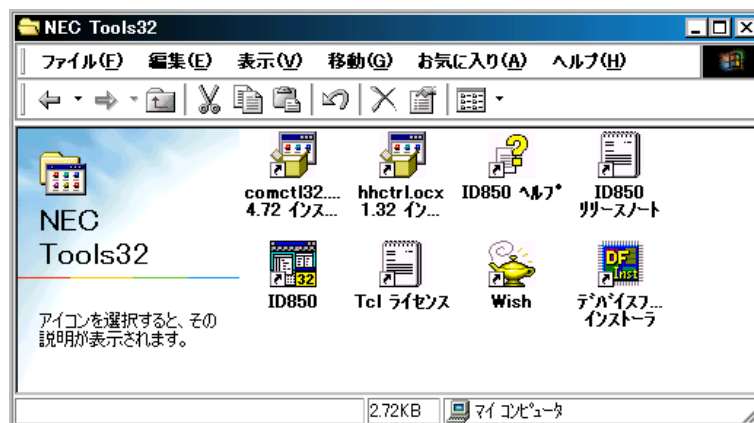 NEC Tools32
ファイル(F) 編集(E) 表示(V) 移動(G) お気に入り(A) ヘルプ(H)
NEC
Tools32
アイコンを選択すると、その
説明が表示されます。
comctl32....
4.72 インス...
hhctrl.ocx
1.32 イン...
ID850 ヘルプ
ID850
リリースノート
32
ID850
Tcl ライセンス
Wish
DF
Inst
デバイスフ...
インストーラ
2.72KB
マイ コンピュータ